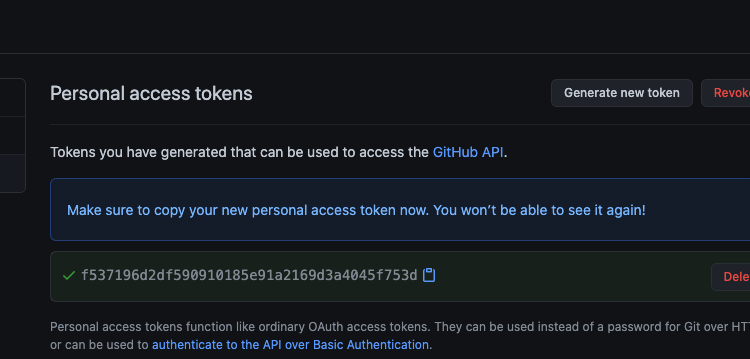 Personal access tokens
Generate new token
Revoke
Tokens you have generated that can be used to access the GitHub API.
Make sure to copy your new personal access token now. You won’t be able to see it again!
f537196d2df590910185e91a2169d3a4045f753d
Dele
Personal access tokens function like ordinary OAuth access tokens. They can be used instead of a password for Git over HT
or can be used to authenticate to the API over Basic Authentication.